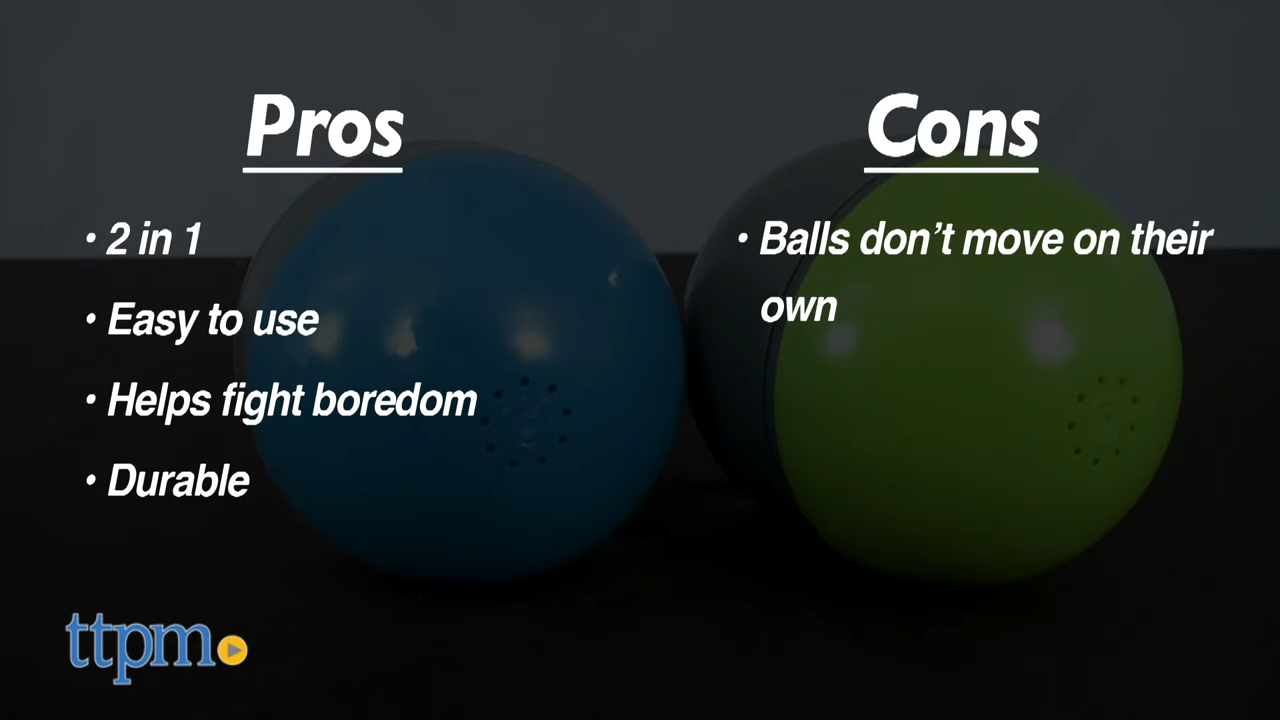 Pros
• 2 in 1
• Easy to use
• Helps fight boredom
• Durable
Cons
• Balls don’t move on their
own
ttpm